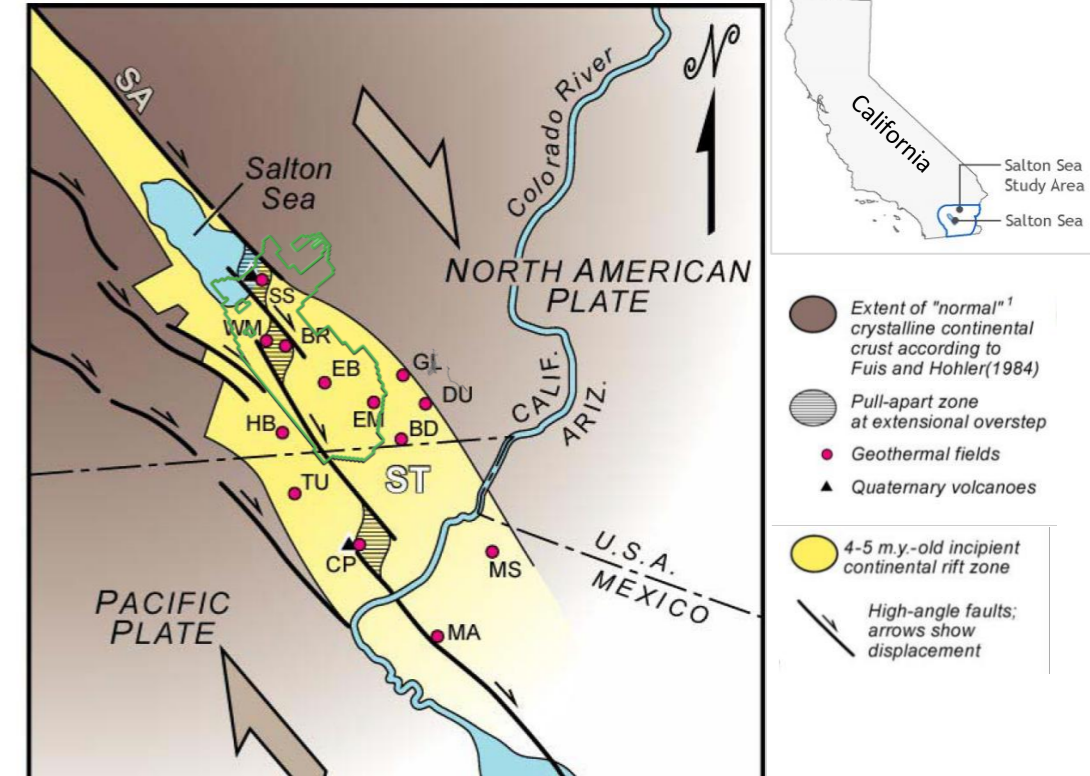 SA
N
Colorado River
Salton
Sea
NORTH AMERICAN
PLATE
SS
WM
BR
EB
GL
DU
EM
HB
BD
CALIF.
ARIZ.
TU
ST
CP
MS
U.S.A.
MEXICO
PACIFIC
PLATE
MA
California
Salton Sea
Study Area
Salton Sea
Extent of "normal" 1
crystalline continental
crust according to
Fuis and Hohler(1984)
Pull-apart zone
at extensional overstep
Geothermal fields
Quaternary volcanoes
4-5 m.y.-old incipient
continental rift zone
High-angle faults;
arrows show
displacement